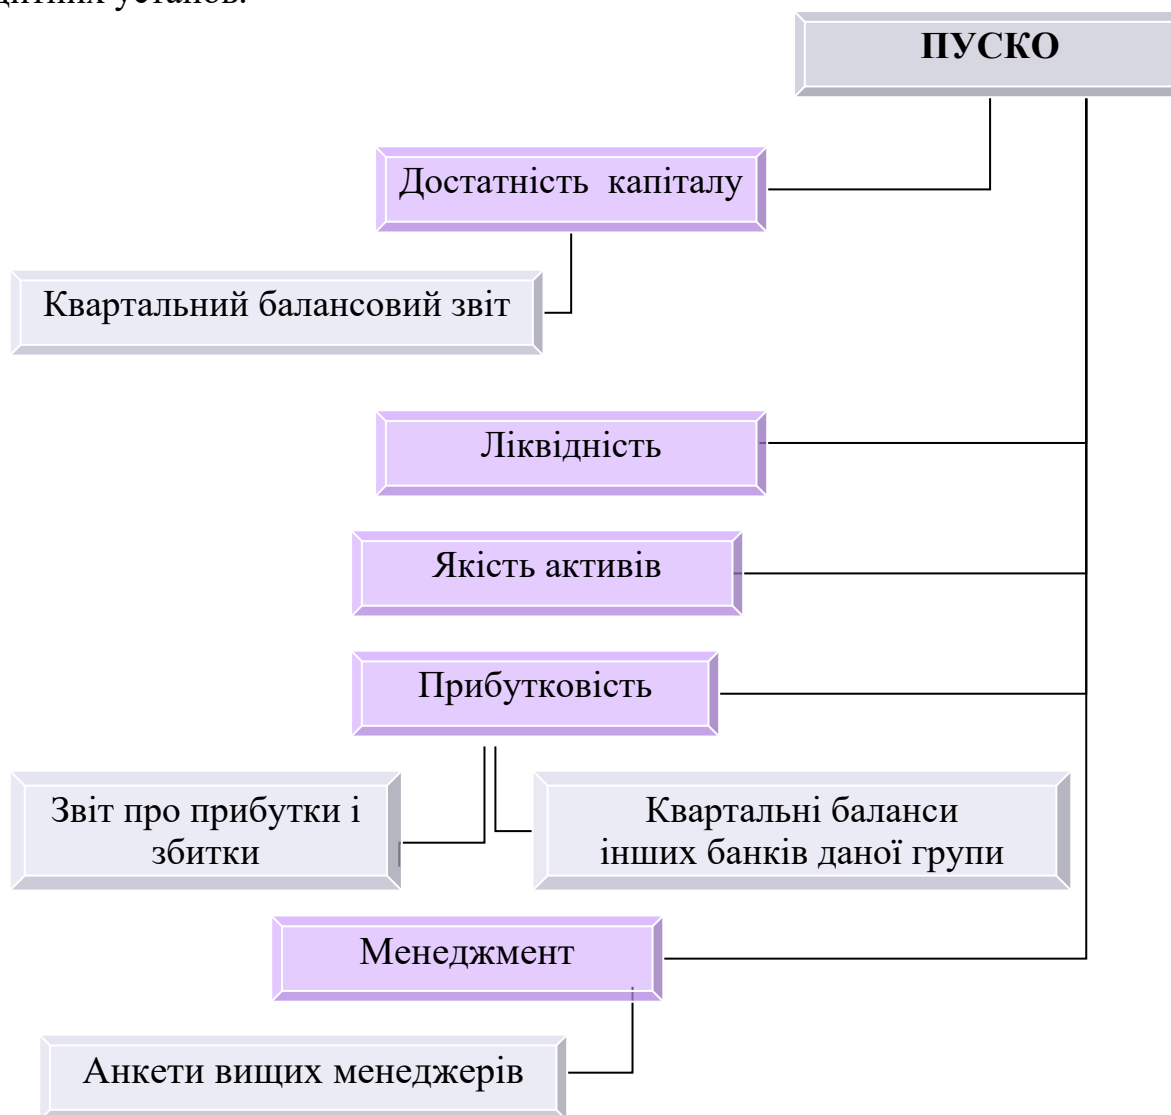 установ.
ПУСКО
Достатність капіталу
Квартальний балансовий звіт
Ліквідність
Якість активів
Прибутковість
Звіт про прибутки і
збитки
Квартальні баланси
інших банків даної групи
Менеджмент
Анкети вищих менеджерів